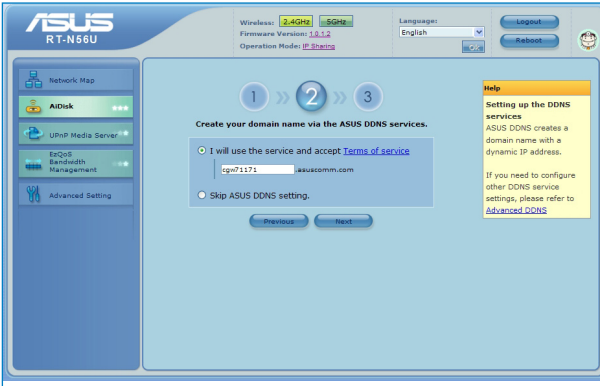 ASUS
RT-N56U
Wireless: 2.4GHz 5GHz
Firmware Version: 1.0.1.2
Operation Mode: IP Sharing
Language:
English
Logout
Reboot
Network Map
AiDisk
UPnP Media Server
EzQoS
Bandwidth
Management
Advanced Setting
1 » 2 » 3
Create your domain name via the ASUS DDNS services.
I will use the service and accept Terms of service
cgw71171 .asuscomm.com
Skip ASUS DDNS setting.
Previous Next
Help
Setting up the DDNS
services
ASUS DDNS creates a
domain name with a
dynamic IP address.
If you need to configure
other DDNS service
settings, please refer to
Advanced DDNS